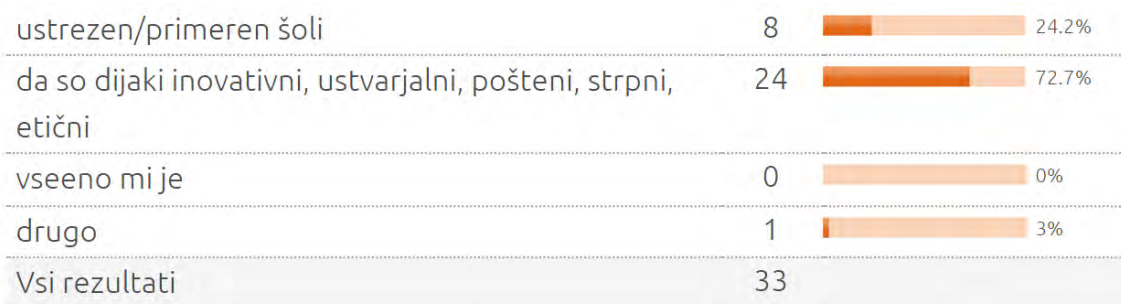 ustrezen/primeren šoli 8 24.2%
da so dijaki inovativni, ustvarjalni, pošteni, strpni, 24 72.7%
etični
vseeno mi je 0 0%
drugo 1 3%
Vsi rezultati 33